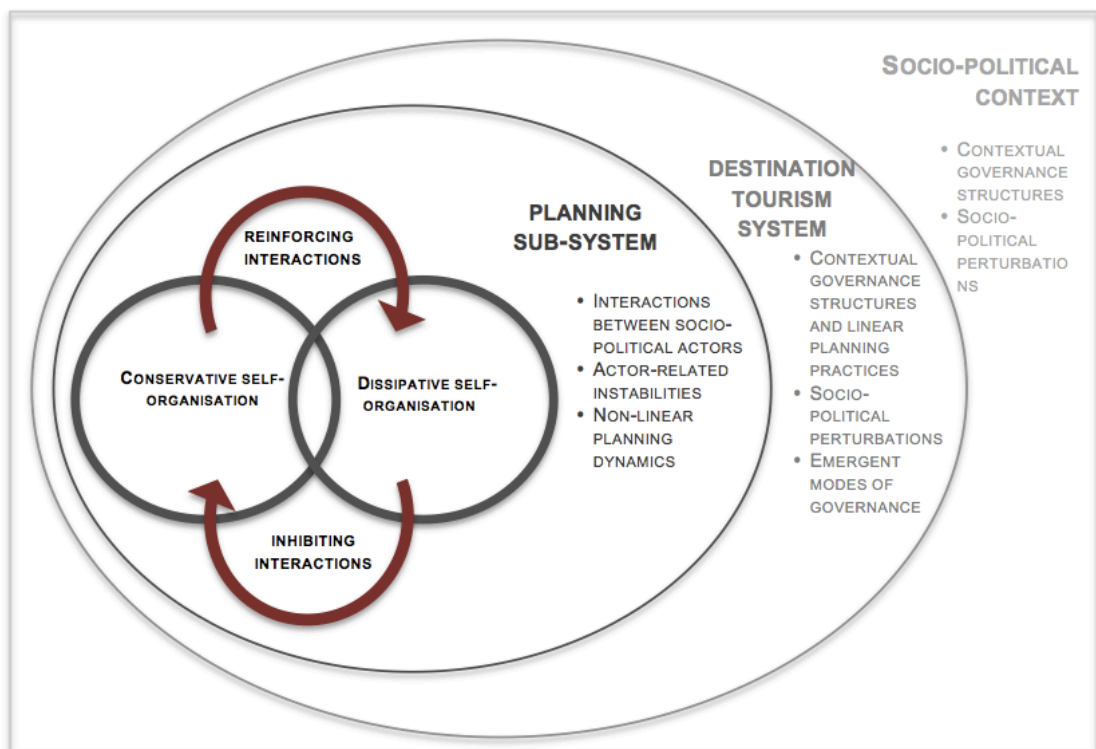 SOCIO-POLITICAL
CONTEXT
• CONTEXTUAL
GOVERNANCE
STRUCTURES
• SOCIO-
POLITICAL
PERTURBATIO
NS
DESTINATION
TOURISM
SYSTEM
• CONTEXTUAL
GOVERNANCE
STRUCTURES
AND LINEAR
PLANNING
PRACTICES
• SOCIO-
POLITICAL
PERTURBATIONS
• EMERGENT
MODES OF
GOVERNANCE
PLANNING
SUB-SYSTEM
• INTERACTIONS
BETWEEN SOCIO-
POLITICAL ACTORS
• ACTOR-RELATED
INSTABILITIES
• NON-LINEAR
PLANNING
DYNAMICS
REINFORCING
INTERACTIONS
CONSERVATIVE SELF-
ORGANISATION
DISSIPATIVE SELF-
ORGANISATION
INHIBITING
INTERACTIONS